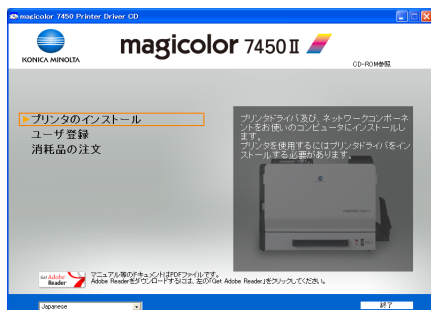 magicolor 7450 Printer Driver CD
KONICA MINOLTA
magicolor 7450 II
CD-ROM参照
プリンタのインストール
ユーザ登録
消耗品の注文
プリンタドライバ及び、ネットワークコンポーネ
ントをお使いのコンピュータにインストールし
ます。
プリンタを使用するにはプリンタドライバをイン
ストールする必要があります。
Get Adobe Reader
マニュアル等のドキュメントはPDFファイルです。
Adobe Readerをダウンロードするには、左の「Get Adobe Reader」をクリックしてください。
Japanese
終了